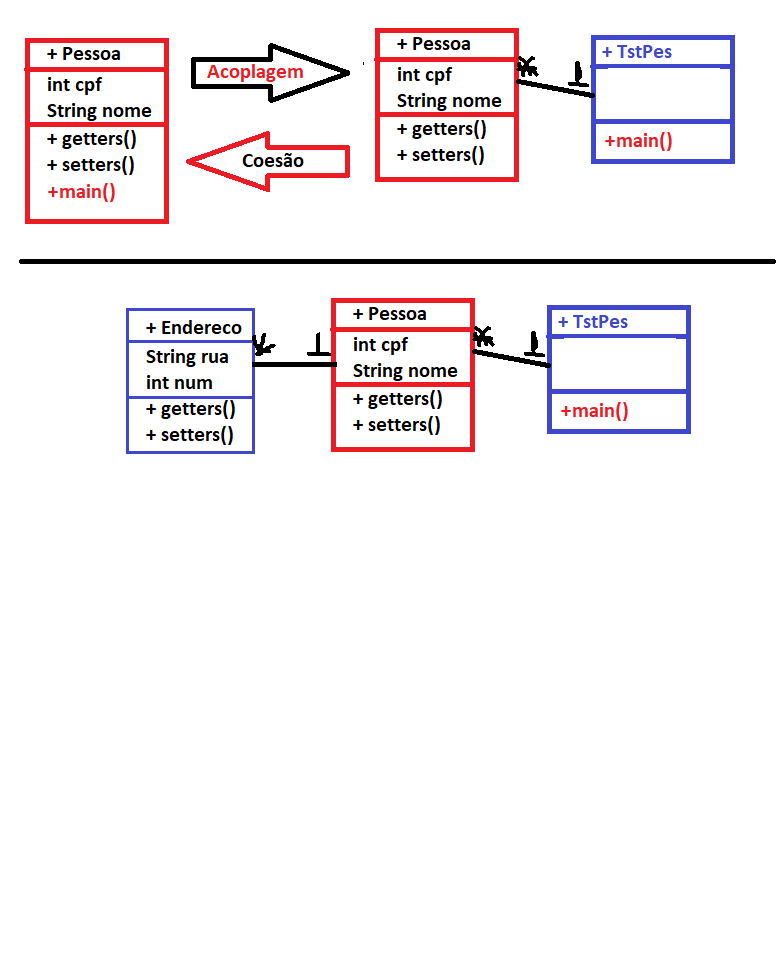 + Pessoa
int cpf
String nome
+ getters()
+ setters()
+main()
Acoplagem
Coesão
+ Pessoa
int cpf
String nome
+ getters()
+ setters()
*
1
+ TstPes
+main()
+ Endereco
String rua
int num
+ getters()
+ setters()
1
+ Pessoa
int cpf
String nome
+ getters()
+ setters()
*
1
+ TstPes
+main()